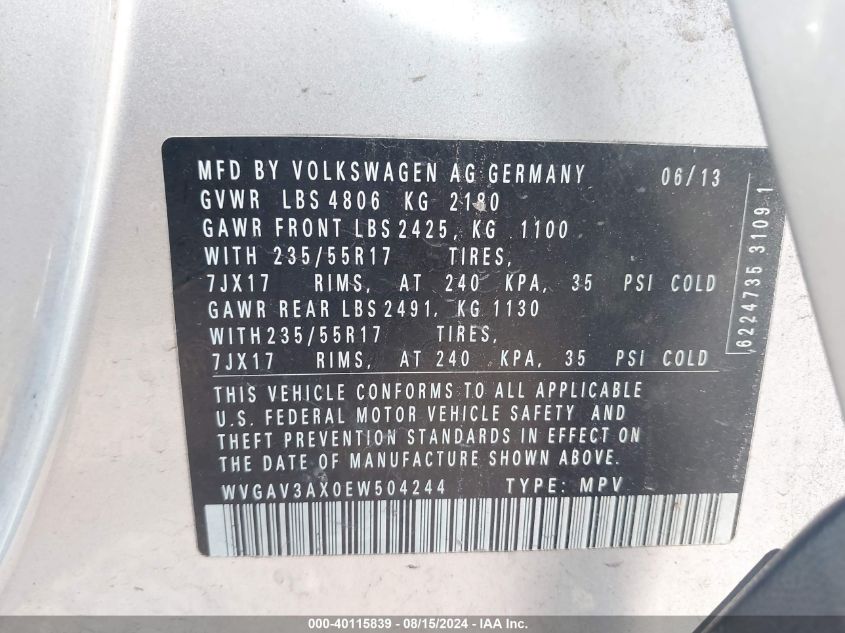 MFD BY VOLKSWAGEN AG GERMANY 06/13
GVWR LBS 4806 KG 2180
GAWR FRONT LBS 2425, KG 1100
WITH 235/55R17 TIRES,
7JX17 RIMS, AT 240 KPA, 35 PSI COLD
GAWR REAR LBS 2491, KG 1130
WITH235/55R17 TIRES,
7JX17 RIMS, AT 240 KPA, 35 PSI COLD
6224735 3109 1
THIS VEHICLE CONFORMS TO ALL APPLICABLE
U.S. FEDERAL MOTOR VEHICLE SAFETY AND
THEFT PREVENTION STANDARDS IN EFFECT ON
THE DATE OF MANUFACTURE SHOWN ABOVE.
WVGAV3AX0EW504244 TYPE: MPV
000-40115839 - 08/15/2024 - IAA Inc.